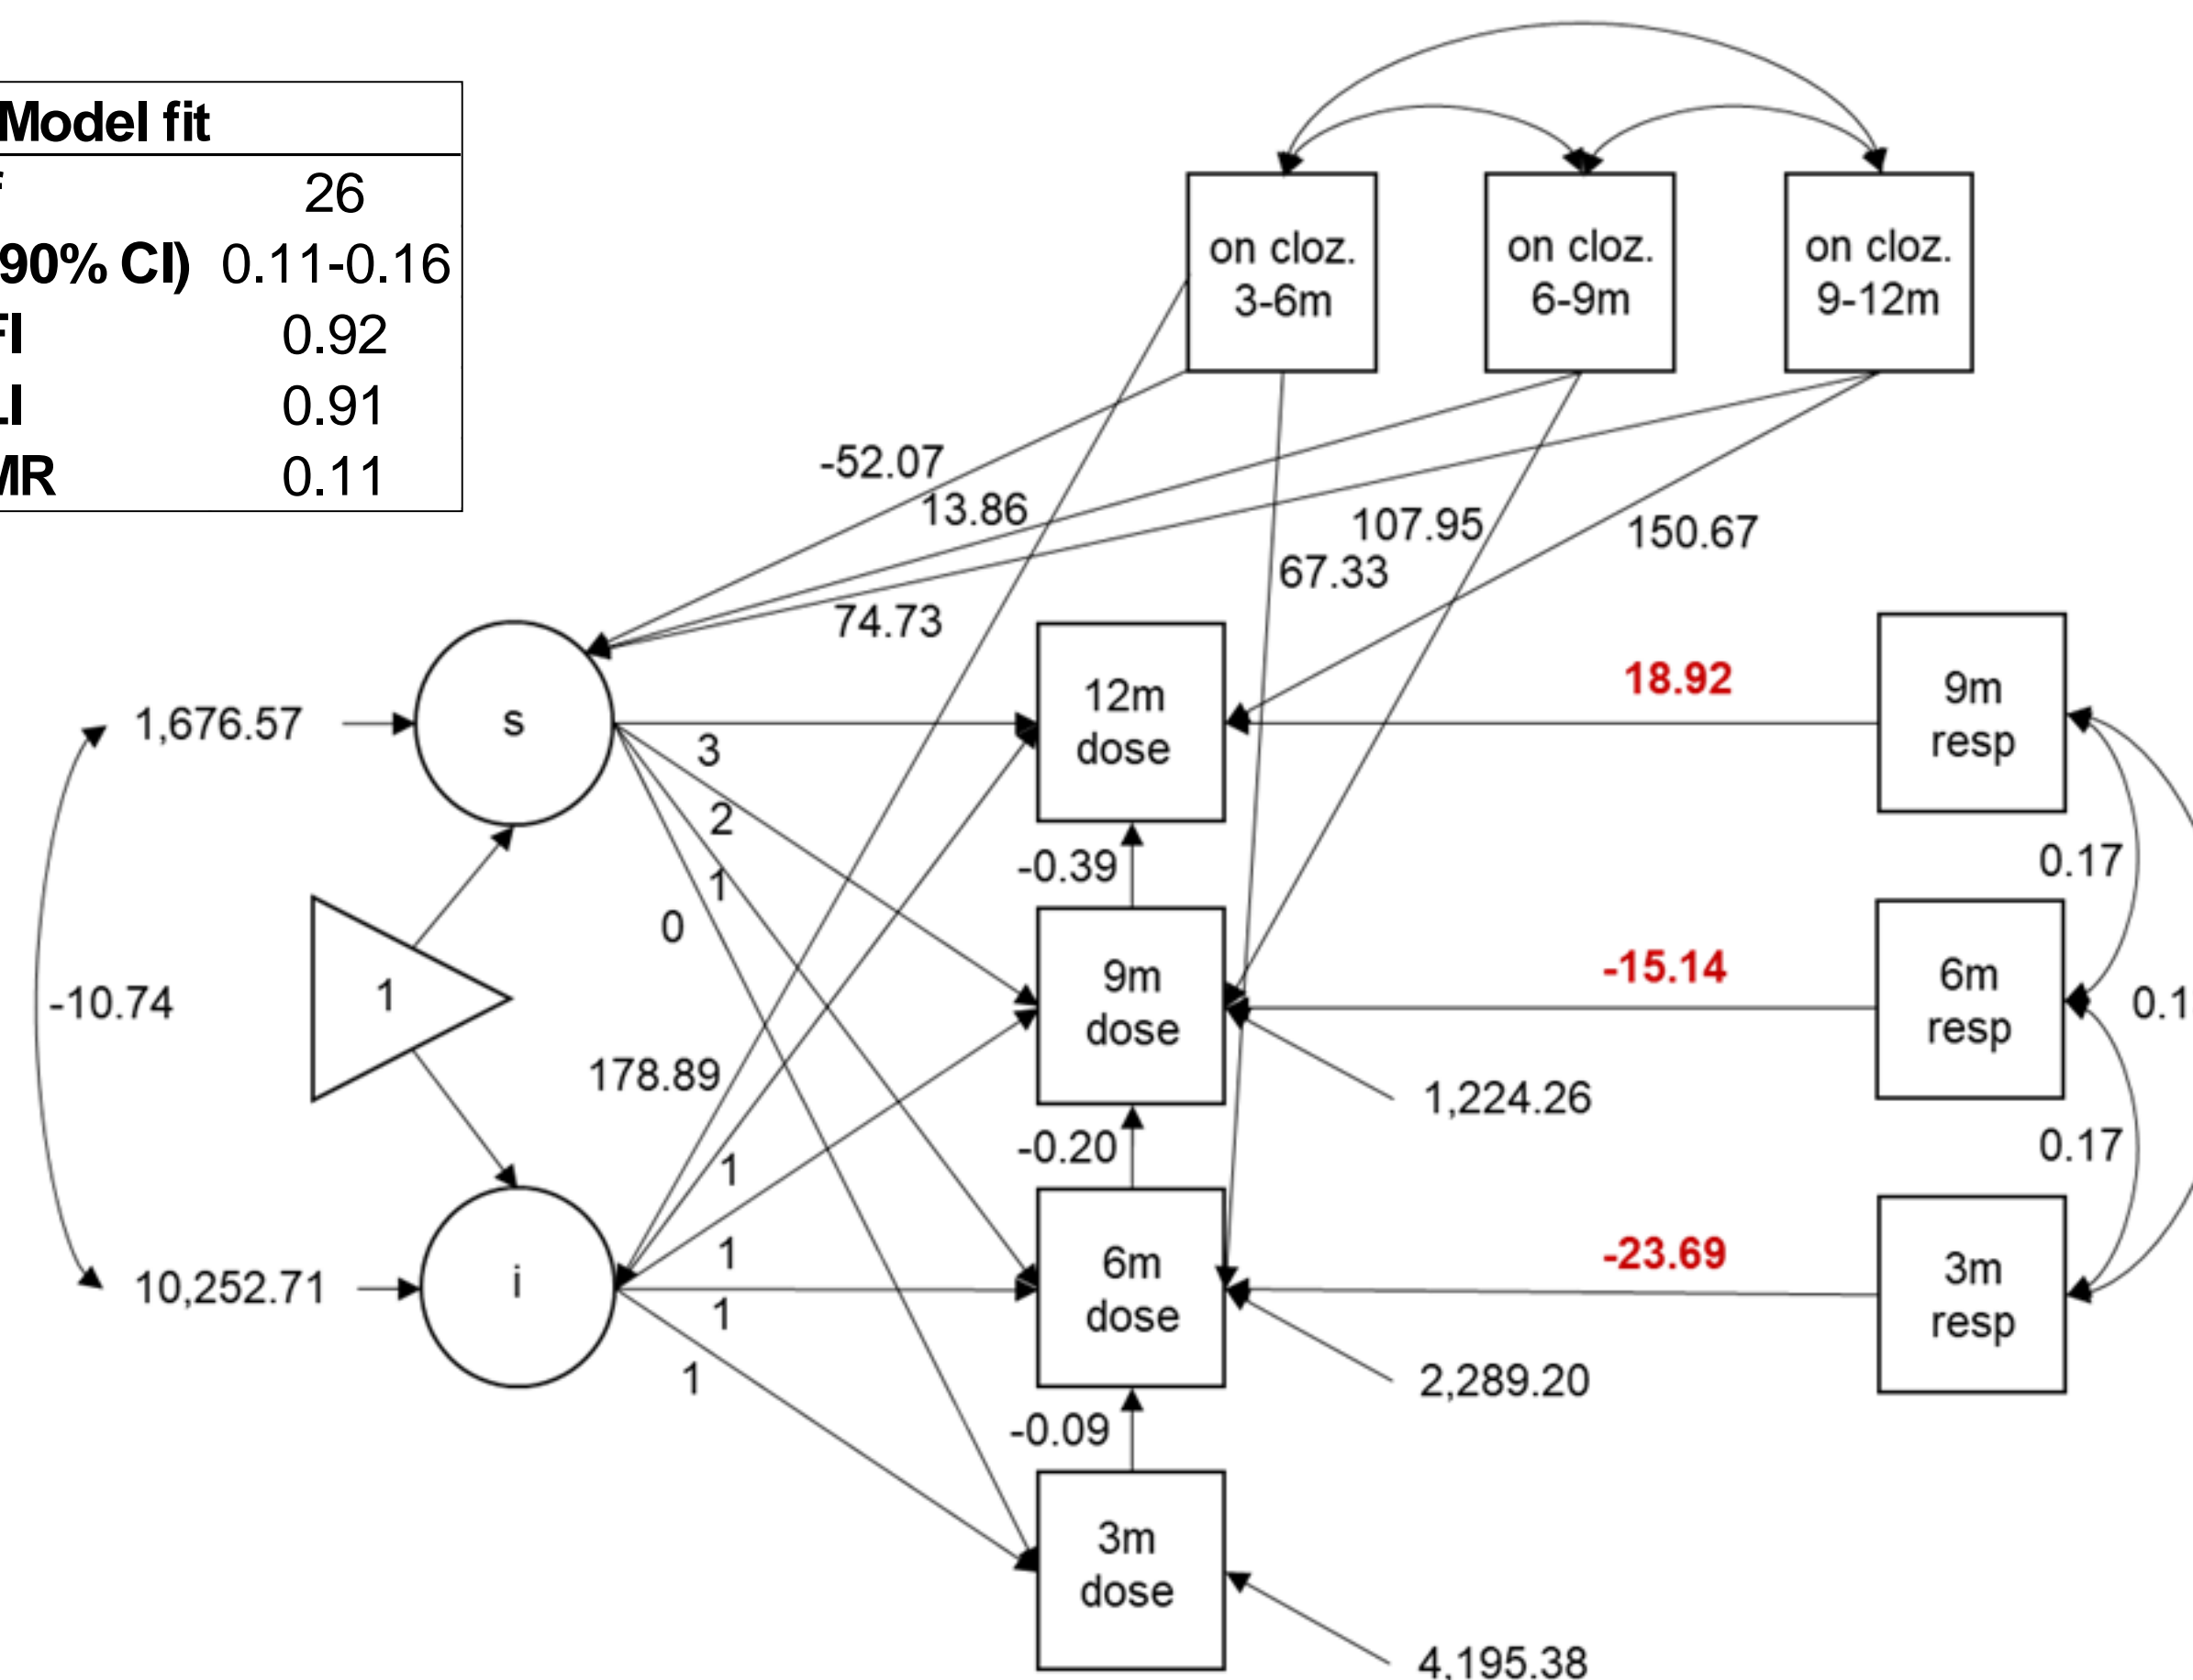 Model fit
26
90% CI) 0.11-0.16
FI 0.92
LI 0.91
MR 0.11
on cloz.
3-6m
on cloz.
6-9m
on cloz.
9-12m
-52.07
13.86
107.95
150.67
67.33
74.73
18.92
12m
dose
9m
resp
1,676.57
s
3
2
-0.39
0.17
1
0
-15.14
9m
dose
6m
resp
-10.74
1
0.1
178.89
1,224.26
-0.20
0.17
1
1
-23.69
6m
dose
3m
resp
10,252.71
i
1
1
2,289.20
-0.09
3m
dose
4,195.38